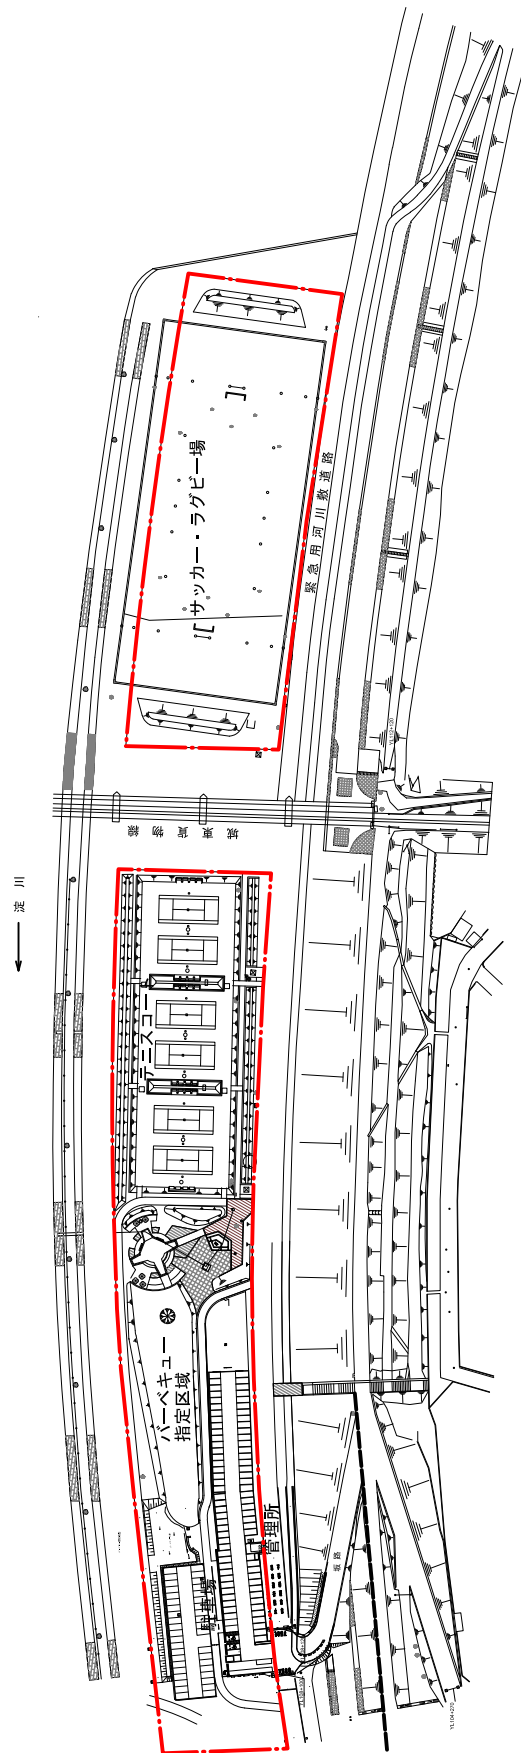 サッカー・ラグビー場
緊急用河川敷道路
城東貨物線
淀川
テニスコー
バーベキュー
指定区域
管理所
駐車場
坂路